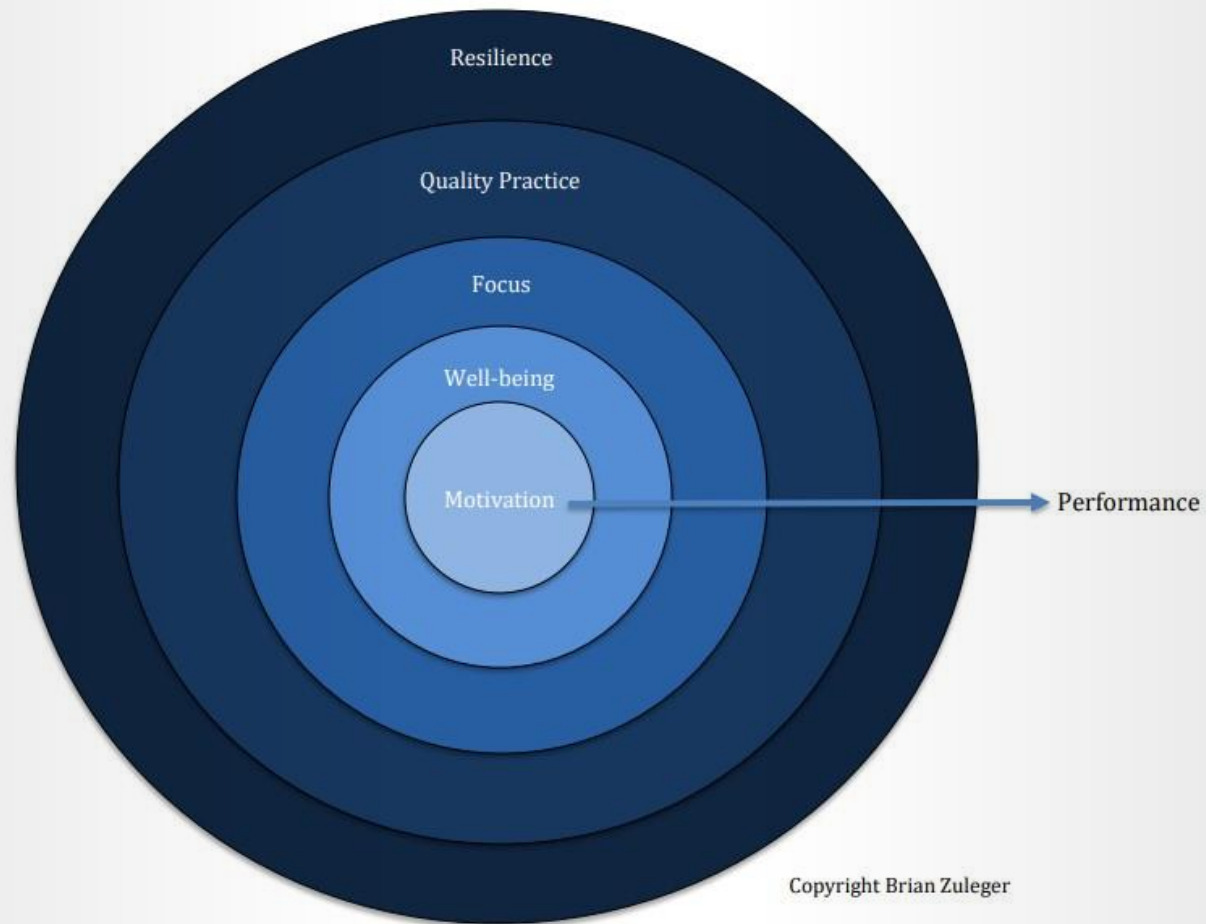 Resilience
Quality Practice
Focus
Well-being
Motivation
Performance
Copyright Brian Zuleger